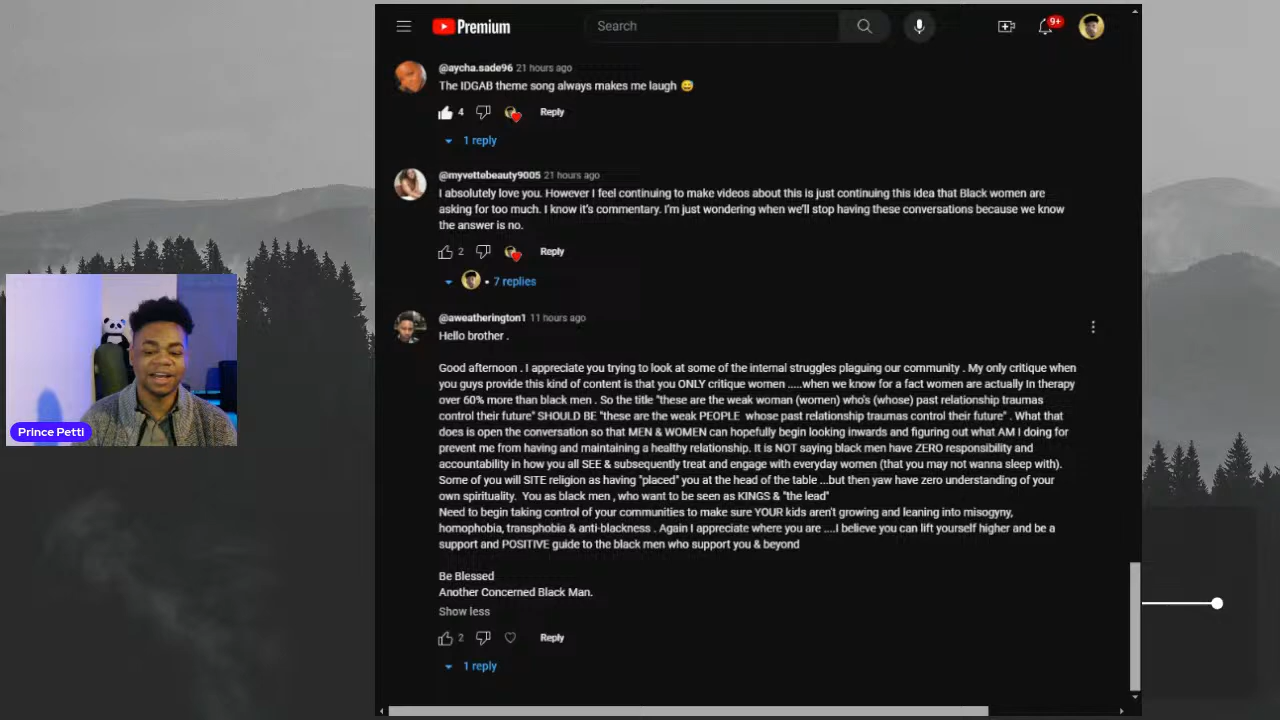 Premium
Search
9+
@aycha.sade96 21 hours ago
The IDGAB theme song always makes me laugh 😅
4
Reply
1 reply
@myvettebeauty9005 21 hours ago
I absolutely love you. However I feel continuing to make videos about this is just continuing this idea that Black women are
asking for too much. I know it's commentary. I'm just wondering when we'll stop having these conversations because we know
the answer is no.
2
Reply
• 7 replies
@aweatherington1 11 hours ago
Hello brother .
Good afternoon . I appreciate you trying to look at some of the internal struggles plaguing our community . My only critique when
you guys provide this kind of content is that you ONLY critique women .....when we know for a fact women are actually In therapy
over 60% more than black men . So the title "these are the weak woman (women) who's (whose) past relationship traumas
control their future" SHOULD BE "these are the weak PEOPLE whose past relationship traumas control their future" . What that
does is open the conversation so that MEN & WOMEN can hopefully begin looking inwards and figuring out what AM I doing for
prevent me from having and maintaining a healthy relationship. It is NOT saying black men have ZERO responsibility and
accountability in how you all SEE & subsequently treat and engage with everyday women (that you may not wanna sleep with).
Some of you will SITE religion as having "placed" you at the head of the table ...but then yaw have zero understanding of your
own spirituality. You as black men , who want to be seen as KINGS & "the lead"
Need to begin taking control of your communities to make sure YOUR kids aren't growing and leaning into misogyny,
homophobia, transphobia & anti-blackness . Again I appreciate where you are ....I believe you can lift yourself higher and be a
support and POSITIVE guide to the black men who support you & beyond
Be Blessed
Another Concerned Black Man.
Show less
2
Reply
1 reply
Prince Petti